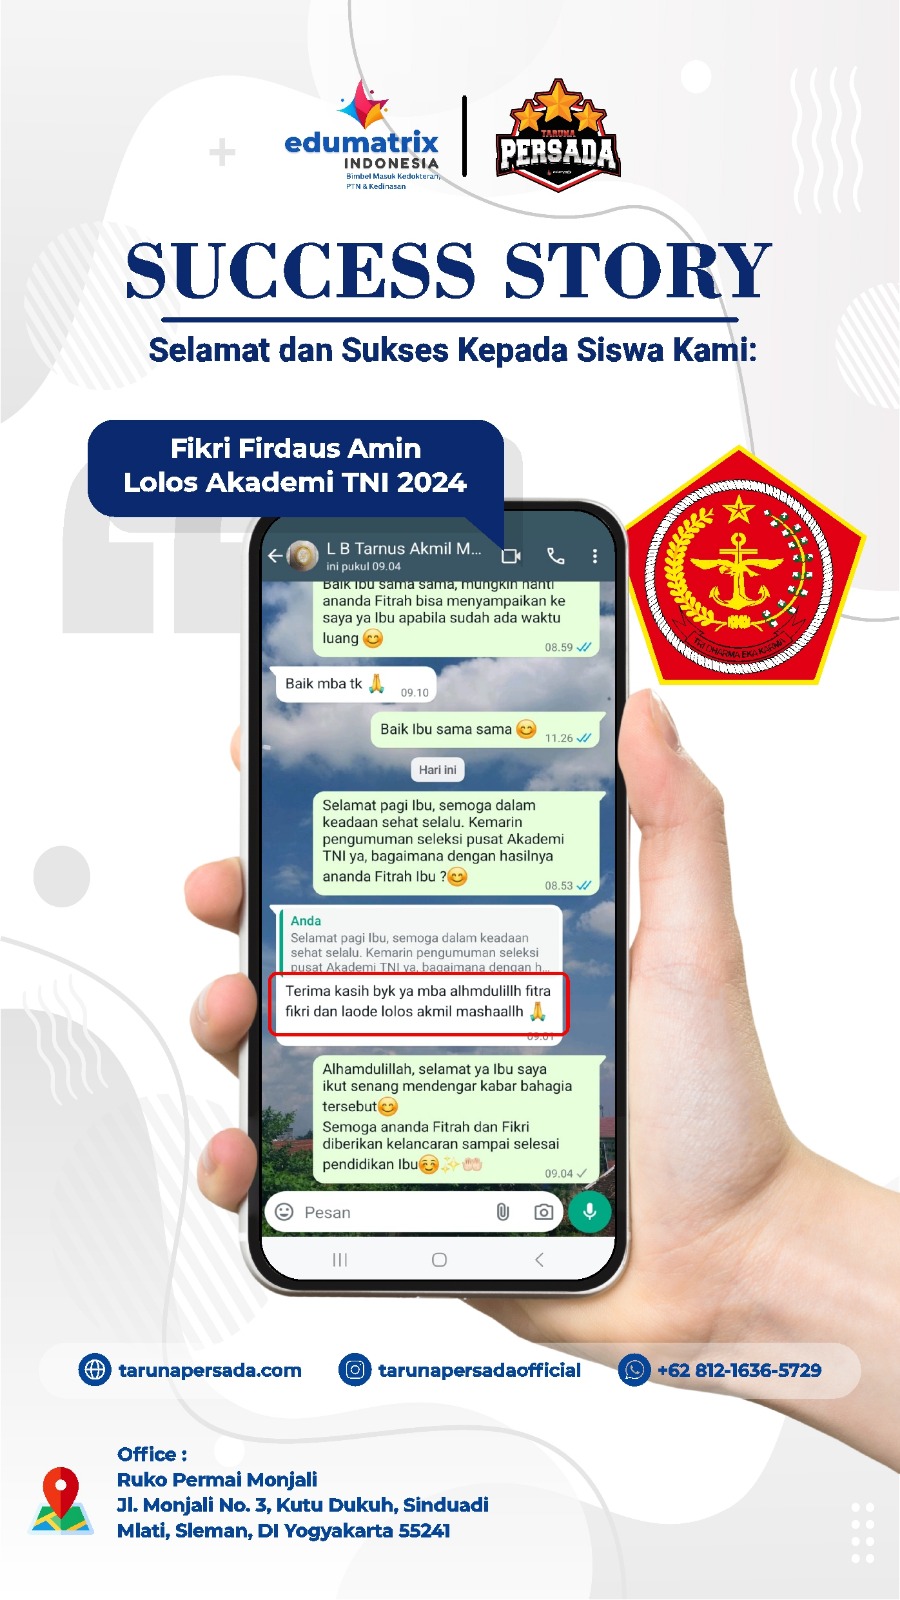 edumatrix
INDONESIA
Bimbel Masuk Kedokteran,
PTN & Kedinasan
TARUNA
PERSADA
SUCCESS STORY
Selamat dan Sukses Kepada Siswa Kami:
Fikri Firdaus Amin
Lolos Akademi TNI 2024
L B Tarnus Akmil M...
ini pukul 09.04
Baik Ibu sama sama, mungkin nanti
ananda Fitrah bisa menyampaikan ke
saya ya Ibu apabila sudah ada waktu
luang 😊
08.59
Baik mba tk 🙏
09.10
Baik Ibu sama sama 😊
11.26
Hari ini
Selamat pagi Ibu, semoga dalam
keadaan sehat selalu. Kemarin
pengumuman seleksi pusat Akademi
TNI ya, bagaimana dengan hasilnya
ananda Fitrah Ibu ?😊
08.53
Anda
Selamat pagi Ibu, semoga dalam keadaan
sehat selalu. Kemarin pengumuman seleksi
pusat Akademi TNI ya, bagaimana dengan h...
Terima kasih byk ya mba alhmdulillh fitra
fikri dan laode lolos akmil mashaallh 🙏
09.01
Alhamdulillah, selamat ya Ibu saya
ikut senang mendengar kabar bahagia
tersebut😊
Semoga ananda Fitrah dan Fikri
diberikan kelancaran sampai selesai
pendidikan Ibu☺️✨🤲🏻
09.04
Pesan
TRI DHARMA EKA KARMA
tarunapersada.com
tarunapersadaofficial
+62 812-1636-5729
Office :
Ruko Permai Monjali
Jl. Monjali No. 3, Kutu Dukuh, Sinduadi
Mlati, Sleman, DI Yogyakarta 55241